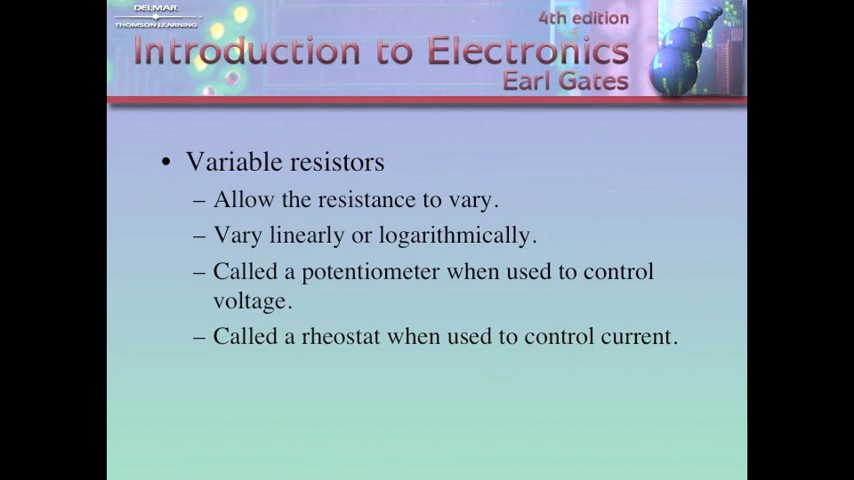 DELMAR
THOMSON LEARNING
4th edition
Introduction to Electronics
Earl Gates
• Variable resistors
– Allow the resistance to vary.
– Vary linearly or logarithmically.
– Called a potentiometer when used to control
voltage.
– Called a rheostat when used to control current.